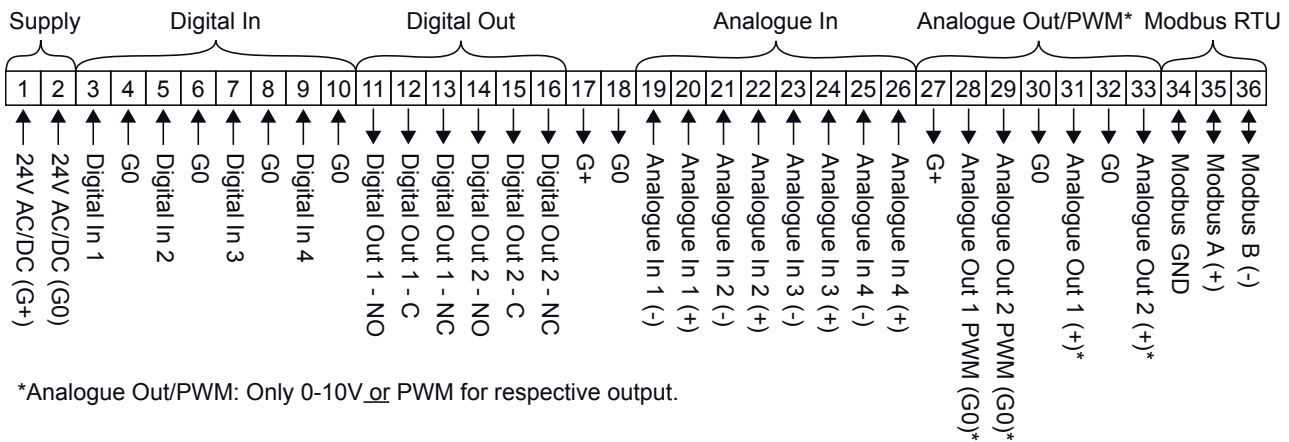 Supply Digital In Digital Out Analogue In Analogue Out/PWM* Modbus RTU
1 2 3 4 5 6 7 8 9 10 11 12 13 14 15 16 17 18 19 20 21 22 23 24 25 26 27 28 29 30 31 32 33 34 35 36
24V AC/DC (G+)
24V AC/DC (G0)
Digital In 1
G0
Digital In 2
G0
Digital In 3
G0
Digital In 4
G0
Digital Out 1 - NO
Digital Out 1 - C
Digital Out 1 - NC
Digital Out 2 - NO
Digital Out 2 - C
Digital Out 2 - NC
G+
G0
Analogue In 1 (-)
Analogue In 1 (+)
Analogue In 2 (-)
Analogue In 2 (+)
Analogue In 3 (-)
Analogue In 3 (+)
Analogue In 4 (-)
Analogue In 4 (+)
G+
Analogue Out 1 PWM (G0)*
Analogue Out 2 PWM (G0)*
G0
Analogue Out 1 (+)*
G0
Analogue Out 2 (+)*
Modbus GND
Modbus A (+)
Modbus B (-)
*Analogue Out/PWM: Only 0-10V or PWM for respective output.